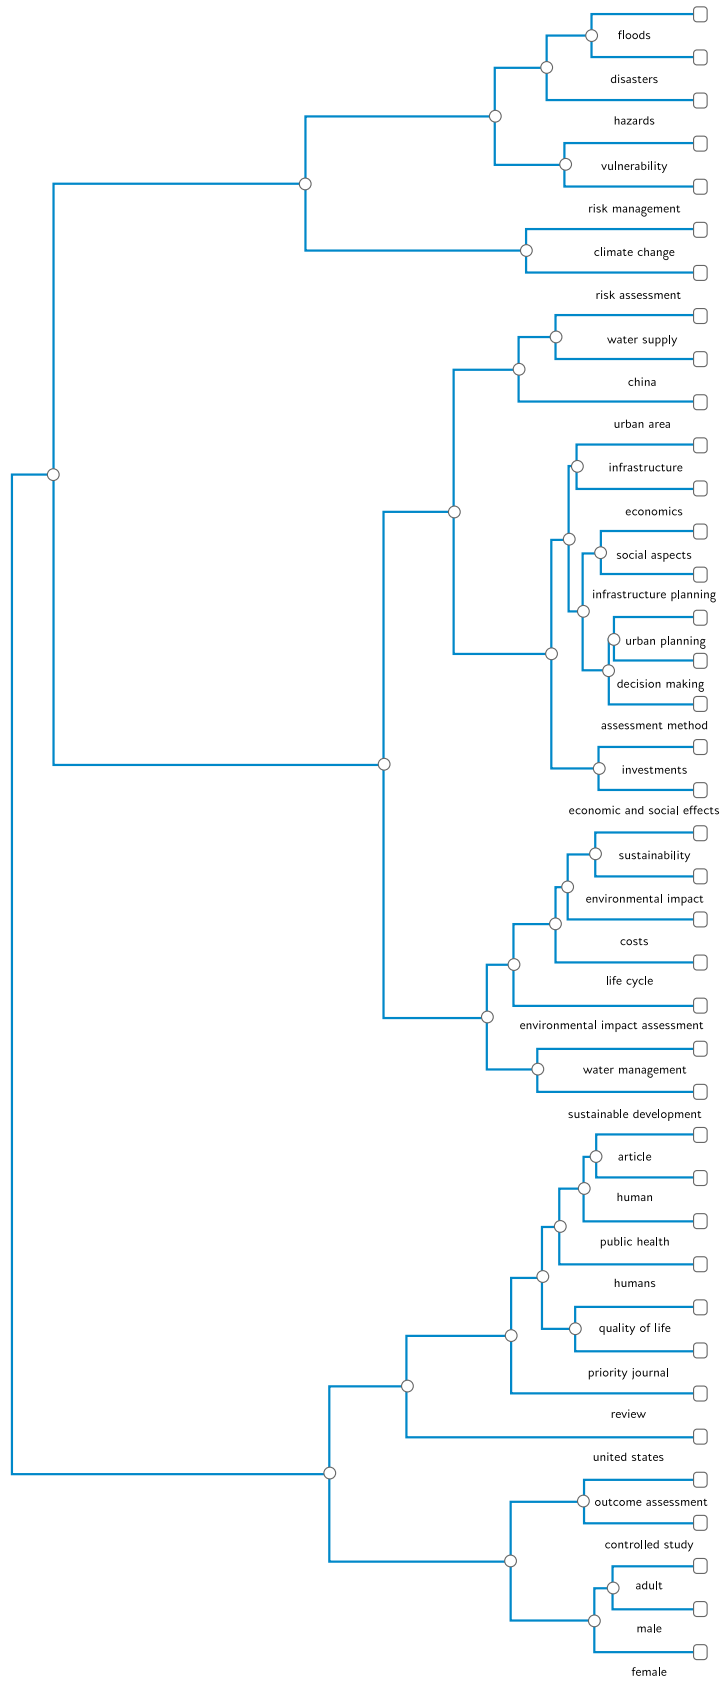 floods
disasters
hazards
vulnerability
risk management
climate change
risk assessment
water supply
china
urban area
infrastructure
economics
social aspects
infrastructure planning
urban planning
decision making
assessment method
investments
economic and social effects
sustainability
environmental impact
costs
life cycle
environmental impact assessment
water management
sustainable development
article
human
public health
humans
quality of life
priority journal
review
united states
outcome assessment
controlled study
adult
male
female